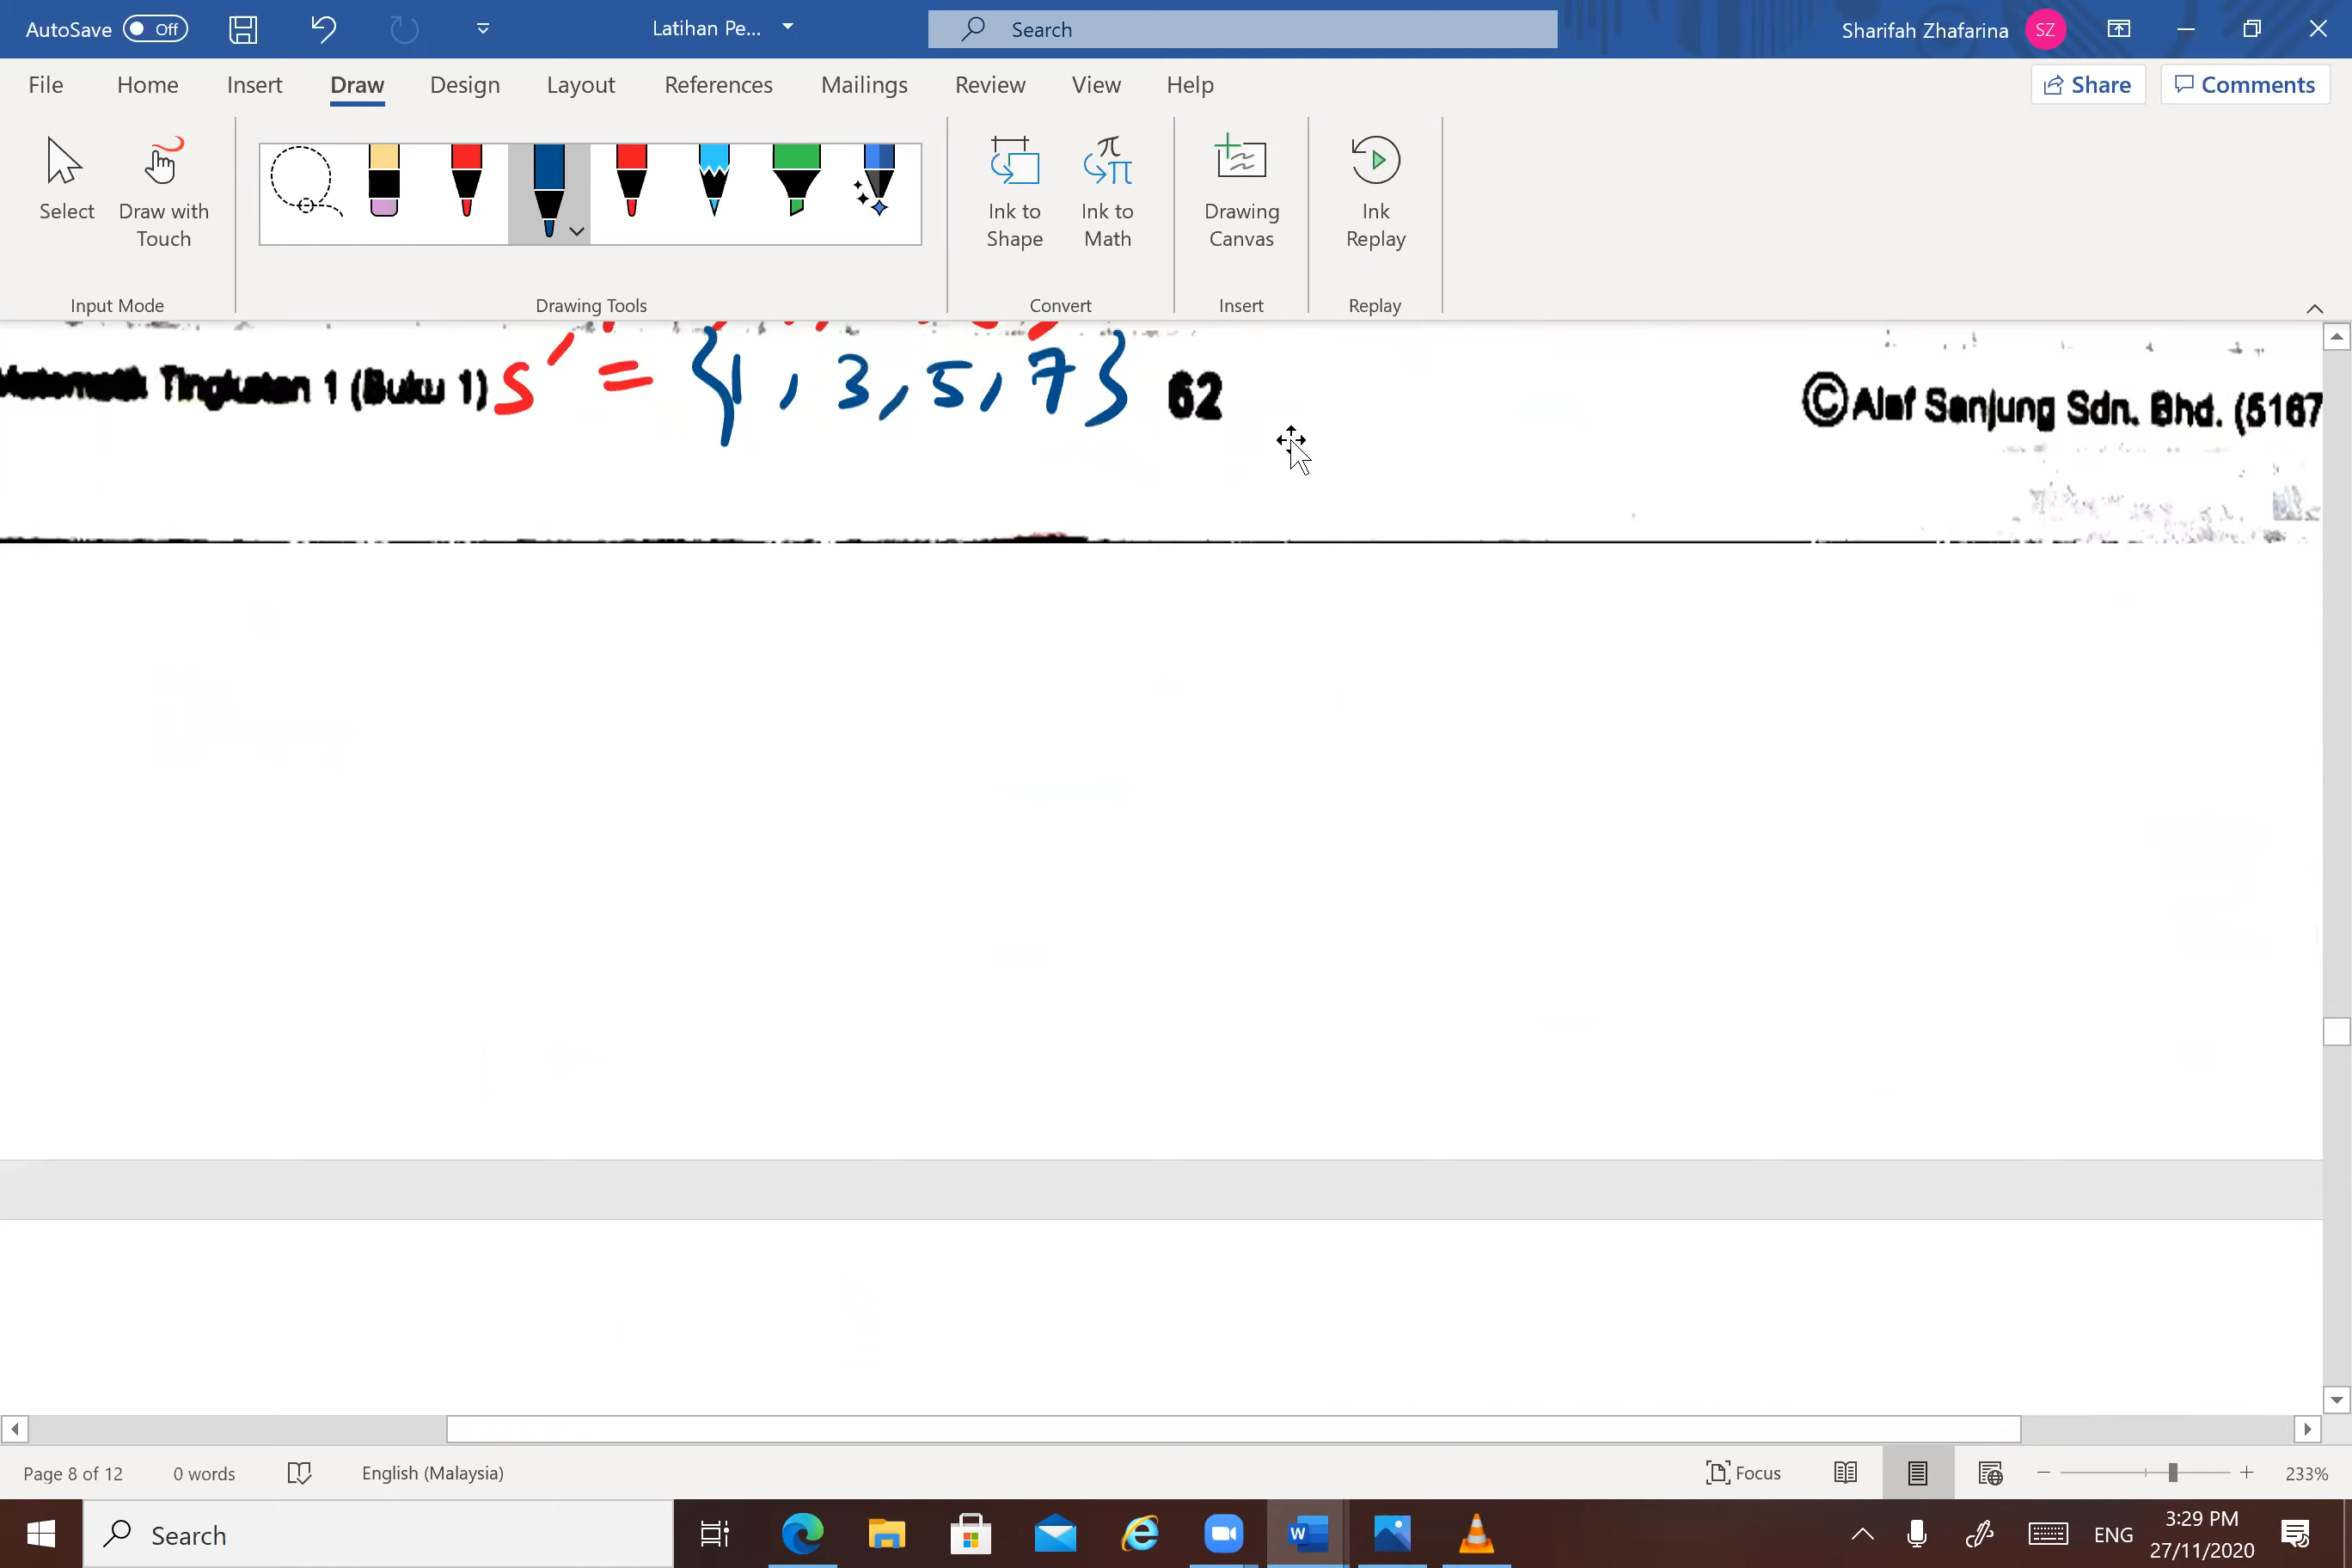 AutoSave Off Latihan Pe... Search Sharifah Zhafarina SZ
File Home Insert Draw Design Layout References Mailings Review View Help Share Comments
Select Draw with Touch Ink to Shape Ink to Math Drawing Canvas Ink Replay
Input Mode Drawing Tools Convert Insert Replay
Tingkatan 1 (Buku 1) s' = {1, 3, 5, 7} 62 ©Alaf Sanjung Sdn. Bhd. (5167
Page 8 of 12 0 words English (Malaysia) Focus 233%
Search ENG 3:29 PM
27/11/2020